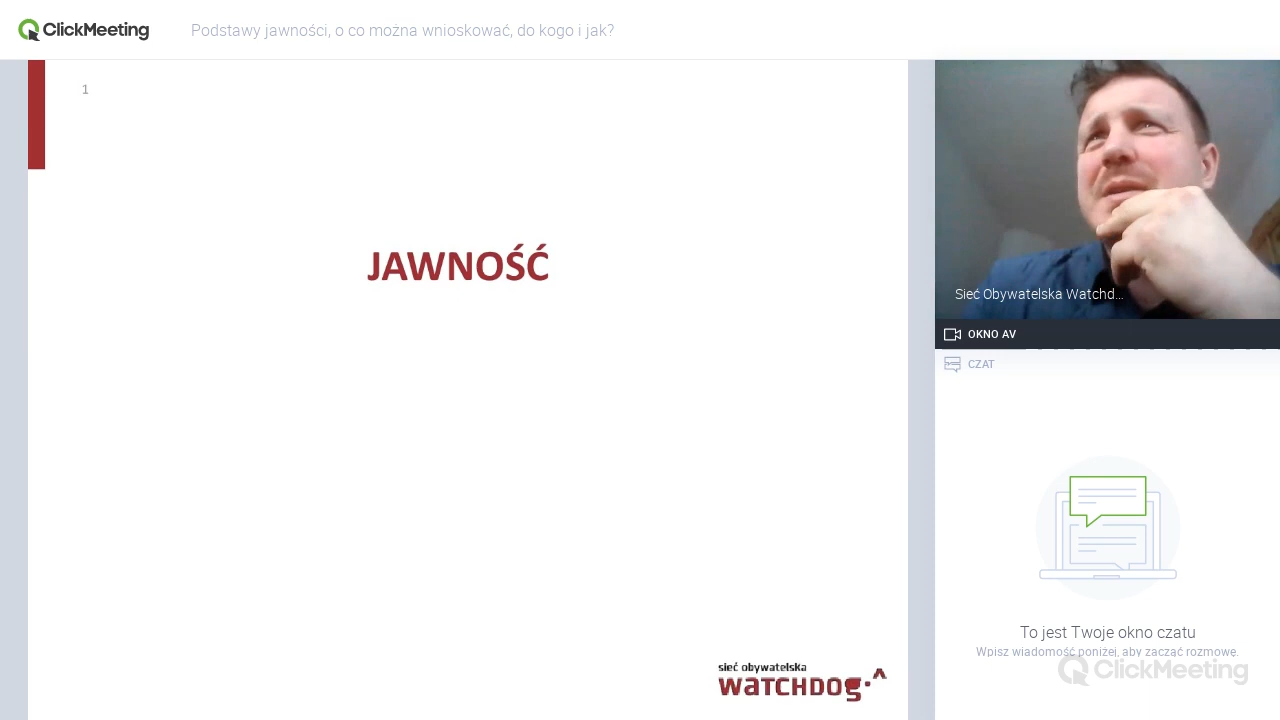 ClickMeeting
Podstawy jawności, o co można wnioskować, do kogo i jak?
1
JAWNOŚĆ
sieć obywatelska
WATCHDOG
Sieć Obywatelska Watchd...
OKNO AV
CZAT
To jest Twoje okno czatu
Wpisz wiadomość poniżej, aby zacząć rozmowę.
ClickMeeting